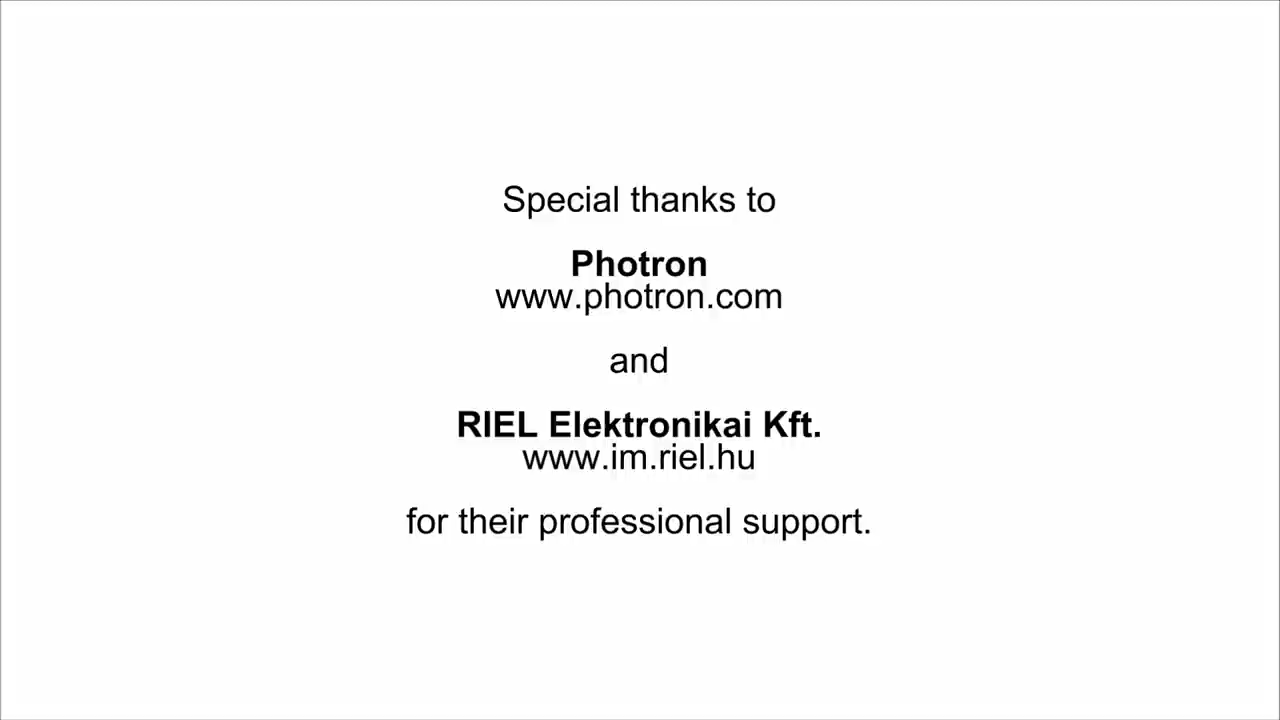 Special thanks to
Photron
www.photron.com
and
RIEL Elektronikai Kft.
www.im.riel.hu
for their professional support.